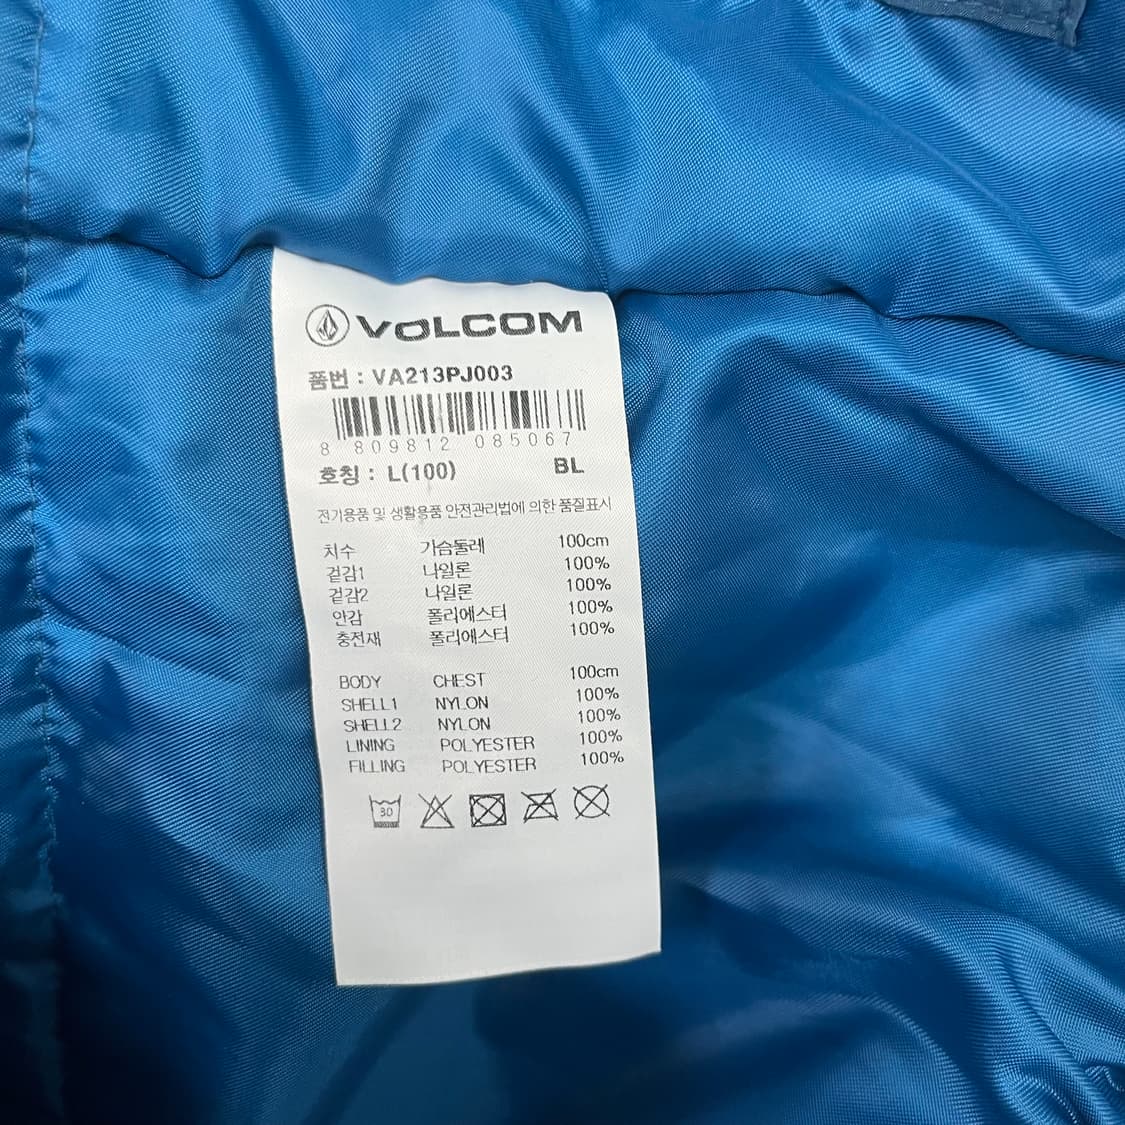 VOLCOM
품번 : VA213PJ003
8 809812 085067
호칭 : L(100) BL
전기용품 및 생활용품 안전관리법에 의한 품질표시
치수 가슴둘레 100cm
겉감1 나일론 100%
겉감2 나일론 100%
안감 폴리에스터 100%
충전재 폴리에스터 100%
BODY CHEST 100cm
SHELL1 NYLON 100%
SHELL2 NYLON 100%
LINING POLYESTER 100%
FILLING POLYESTER 100%
30